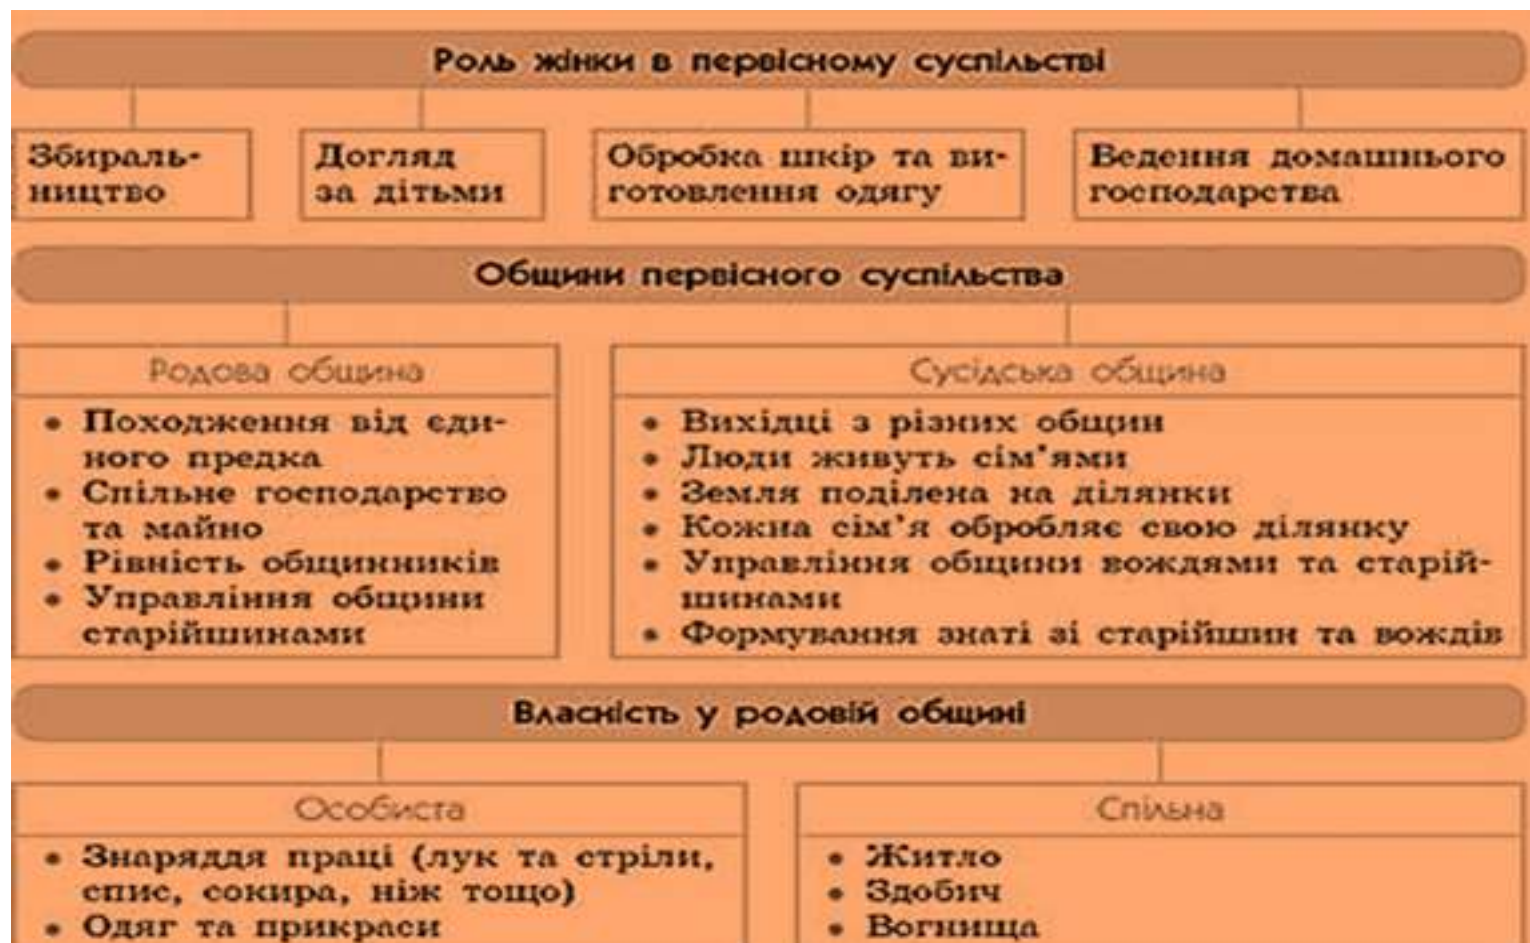 Роль жінки в первісному суспільстві
Збираль-
ництво
Догляд
за дітьми
Обробка шкір та ви-
готовлення одягу
Ведення домашнього
господарства
Общини первісного суспільства
Родова община
• Походження від єди-
ного предка
• Спільне господарство
та майно
• Рівність общинників
• Управління общини
старійшинами
Сусідська община
• Вихідці з різних общин
• Люди живуть сім’ями
• Земля поділена на ділянки
• Кожна сім’я обробляє свою ділянку
• Управління общини вождями та старій-
шинами
• Формування знаті зі старійшин та вождів
Власність у родовій общині
Особиста
• Знаряддя праці (лук та стріли,
спис, сокира, ніж тощо)
• Одяг та прикраси
Спільна
• Житло
• Здобич
• Вогнища